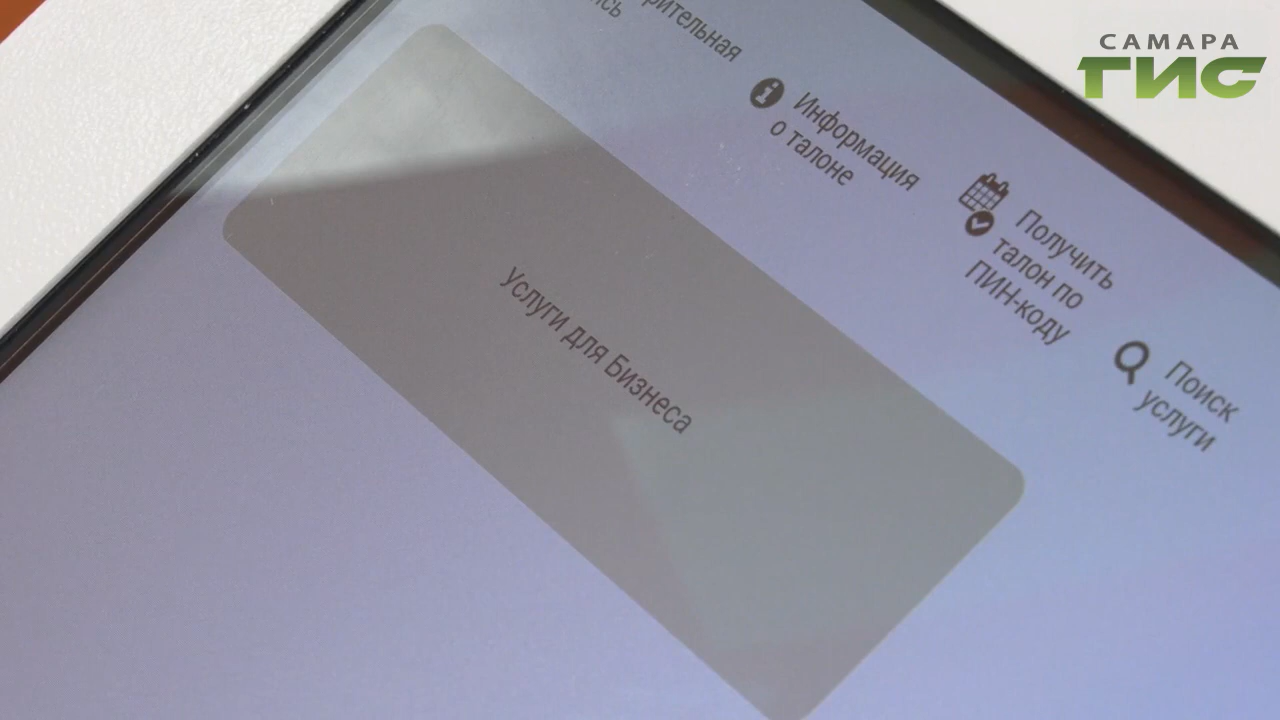 САМАРА
ГИС
Информация
о талоне
Получить
талон по
ПИН-коду
Поиск
услуги
Услуги для Бизнеса